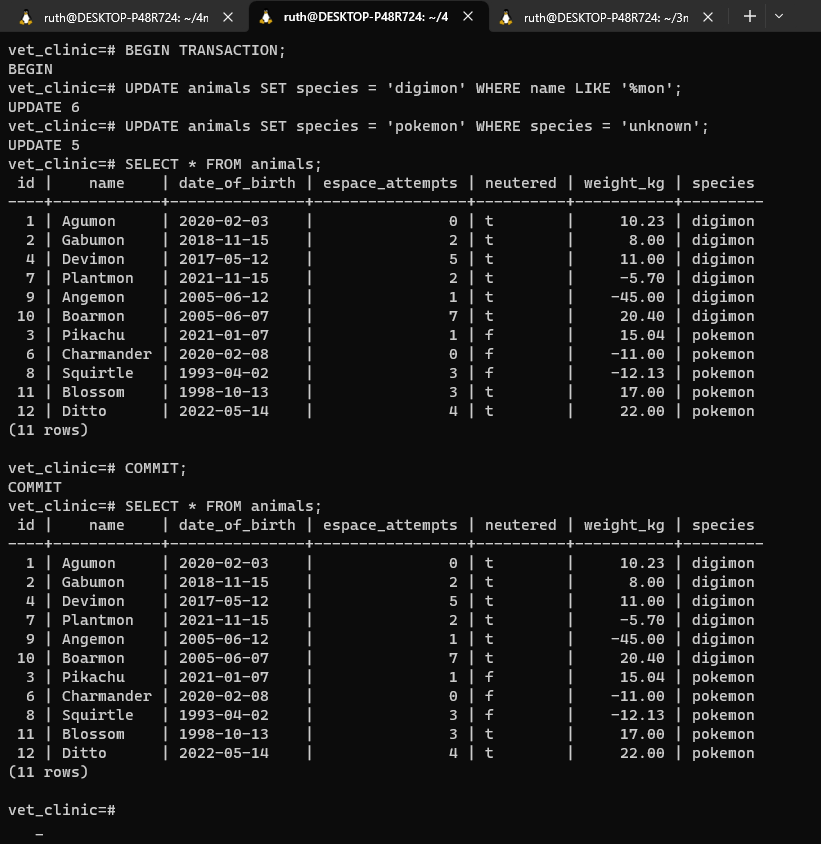 ruth@DESKTOP-P48R724: ~/4n
ruth@DESKTOP-P48R724: ~/4
ruth@DESKTOP-P48R724: ~/3n
vet_clinic=# BEGIN TRANSACTION;
BEGIN
vet_clinic=# UPDATE animals SET species = 'digimon' WHERE name LIKE '%mon';
UPDATE 6
vet_clinic=# UPDATE animals SET species = 'pokemon' WHERE species = 'unknown';
UPDATE 5
vet_clinic=# SELECT * FROM animals;
 id |    name    | date_of_birth | espace_attempts | neutered | weight_kg | species
----+------------+---------------+-----------------+----------+-----------+---------
  1 | Agumon     | 2020-02-03    |               0 | t        |     10.23 | digimon
  2 | Gabumon    | 2018-11-15    |               2 | t        |      8.00 | digimon
  4 | Devimon    | 2017-05-12    |               5 | t        |     11.00 | digimon
  7 | Plantmon   | 2021-11-15    |               2 | t        |     -5.70 | digimon
  9 | Angemon    | 2005-06-12    |               1 | t        |    -45.00 | digimon
 10 | Boarmon    | 2005-06-07    |               7 | t        |     20.40 | digimon
  3 | Pikachu    | 2021-01-07    |               1 | f        |     15.04 | pokemon
  6 | Charmander | 2020-02-08    |               0 | f        |    -11.00 | pokemon
  8 | Squirtle   | 1993-04-02    |               3 | f        |    -12.13 | pokemon
 11 | Blossom    | 1998-10-13    |               3 | t        |     17.00 | pokemon
 12 | Ditto      | 2022-05-14    |               4 | t        |     22.00 | pokemon
(11 rows)
vet_clinic=# COMMIT;
COMMIT
vet_clinic=# SELECT * FROM animals;
 id |    name    | date_of_birth | espace_attempts | neutered | weight_kg | species
----+------------+---------------+-----------------+----------+-----------+---------
  1 | Agumon     | 2020-02-03    |               0 | t        |     10.23 | digimon
  2 | Gabumon    | 2018-11-15    |               2 | t        |      8.00 | digimon
  4 | Devimon    | 2017-05-12    |               5 | t        |     11.00 | digimon
  7 | Plantmon   | 2021-11-15    |               2 | t        |     -5.70 | digimon
  9 | Angemon    | 2005-06-12    |               1 | t        |    -45.00 | digimon
 10 | Boarmon    | 2005-06-07    |               7 | t        |     20.40 | digimon
  3 | Pikachu    | 2021-01-07    |               1 | f        |     15.04 | pokemon
  6 | Charmander | 2020-02-08    |               0 | f        |    -11.00 | pokemon
  8 | Squirtle   | 1993-04-02    |               3 | f        |    -12.13 | pokemon
 11 | Blossom    | 1998-10-13    |               3 | t        |     17.00 | pokemon
 12 | Ditto      | 2022-05-14    |               4 | t        |     22.00 | pokemon
(11 rows)
vet_clinic=#